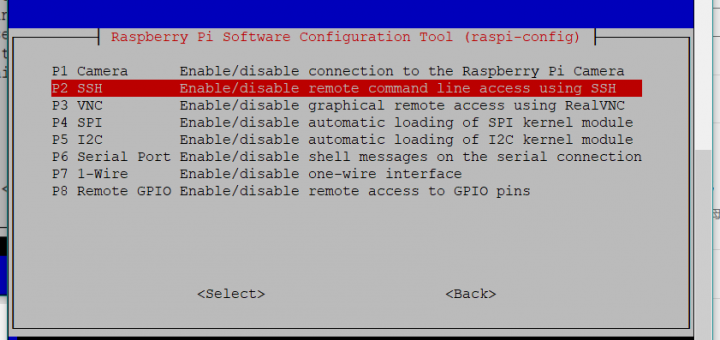 Raspberry Pi Software Configuration Tool (raspi-config)
P1 Camera Enable/disable connection to the Raspberry Pi Camera
P2 SSH Enable/disable remote command line access using SSH
P3 VNC Enable/disable graphical remote access using RealVNC
P4 SPI Enable/disable automatic loading of SPI kernel module
P5 I2C Enable/disable automatic loading of I2C kernel module
P6 Serial Port Enable/disable shell messages on the serial connection
P7 1-Wire Enable/disable one-wire interface
P8 Remote GPIO Enable/disable remote access to GPIO pins
<Select> <Back>